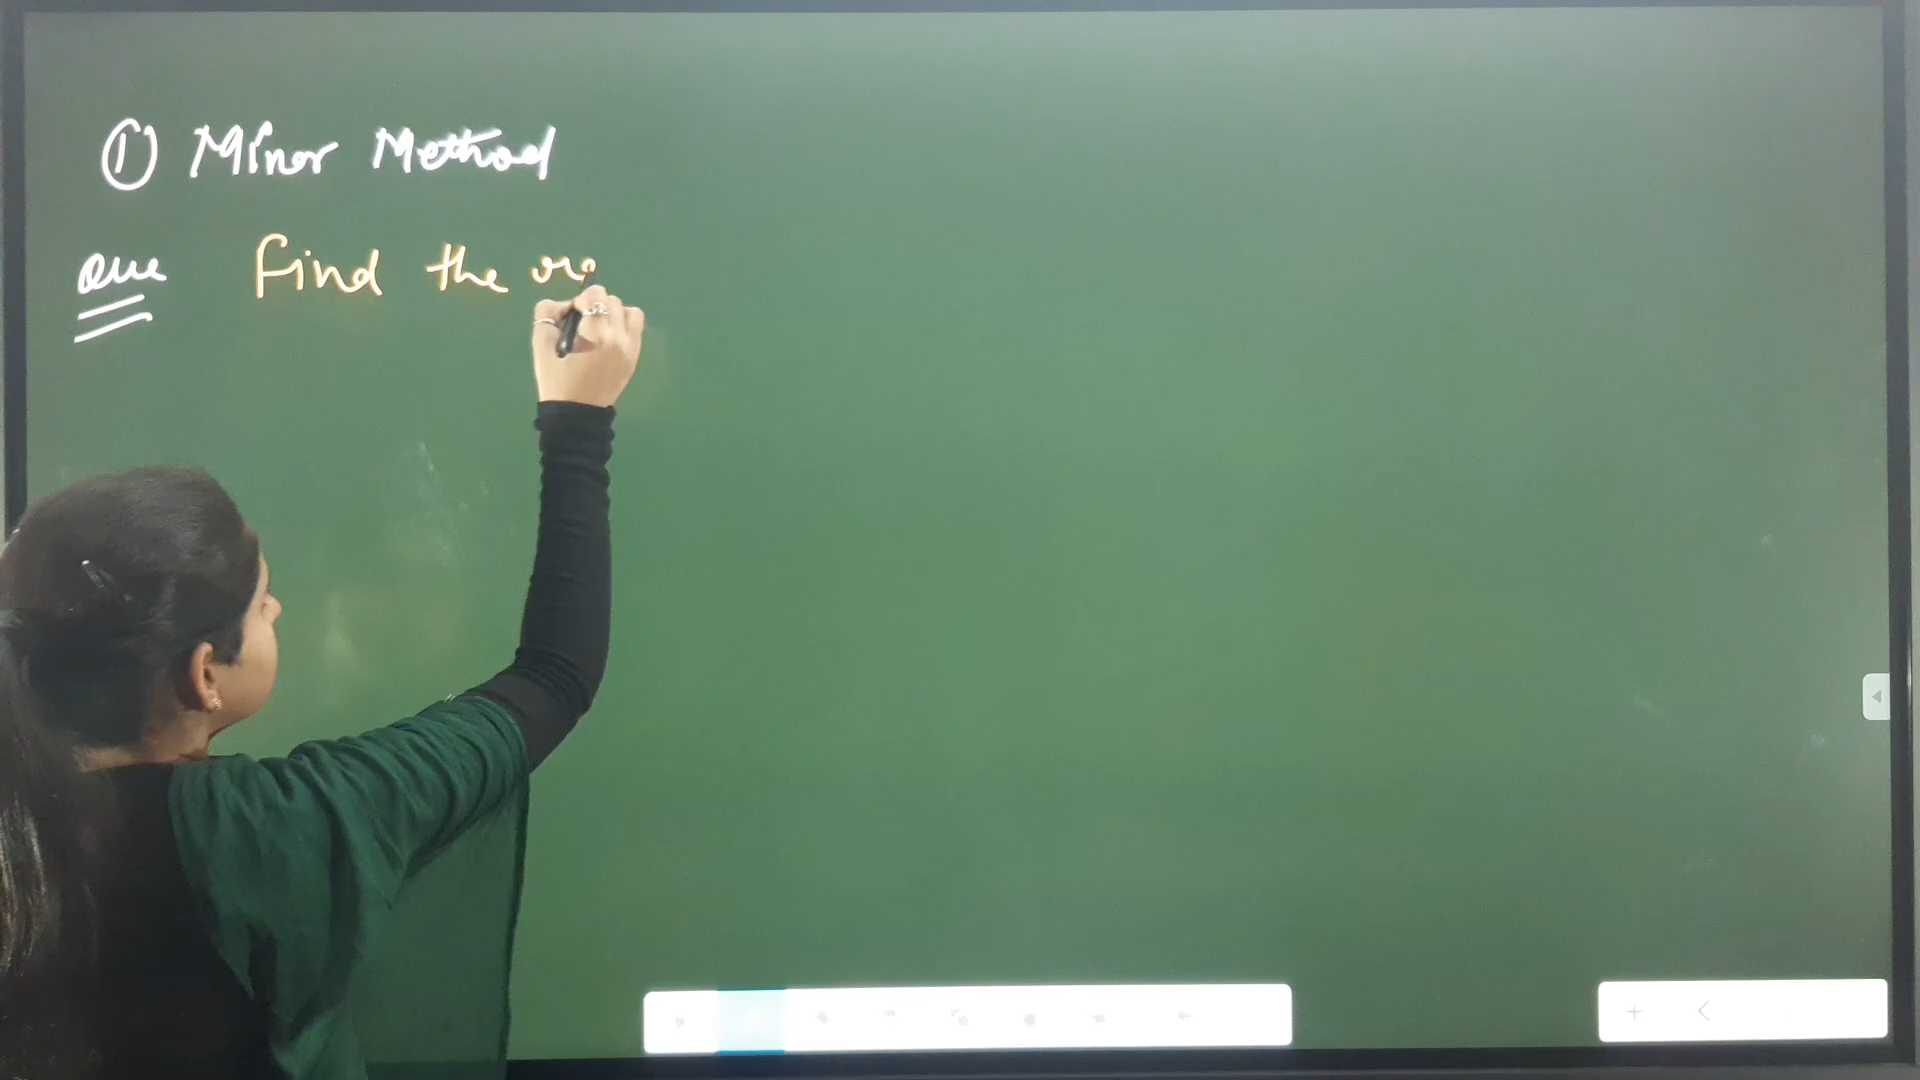 ① Minor Method
Que Find the